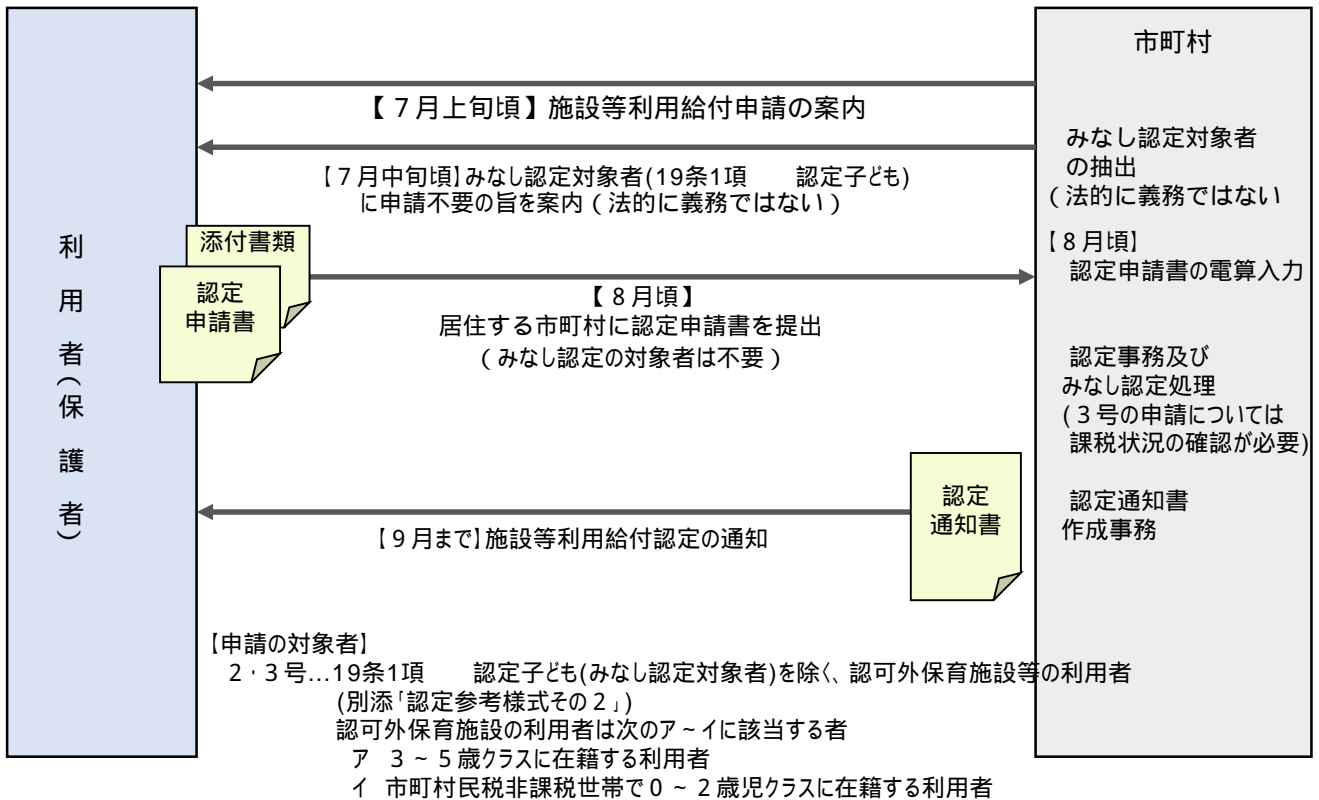 市町村
【７月上旬頃】施設等利用給付申請の案内
みなし認定対象者
の抽出
（法的に義務ではない
【７月中旬頃】みなし認定対象者(19条1項　　認定子ども)
に申請不要の旨を案内（法的に義務ではない）
利用者（保護者）
添付書類
認定
申請書
【８月頃】
居住する市町村に認定申請書を提出
（みなし認定の対象者は不要）
【８月頃】
認定申請書の電算入力
認定事務及び
みなし認定処理
(３号の申請については
課税状況の確認が必要)
認定通知書
作成事務
認定
通知書
【９月まで】施設等利用給付認定の通知
【申請の対象者】
2・3号…19条1項　　認定子ども(みなし認定対象者)を除く、認可外保育施設等の利用者
(別添「認定参考様式その２」)
認可外保育施設の利用者は次のア～イに該当する者
ア　３～５歳クラスに在籍する利用者
イ　市町村民税非課税世帯で０～２歳児クラスに在籍する利用者